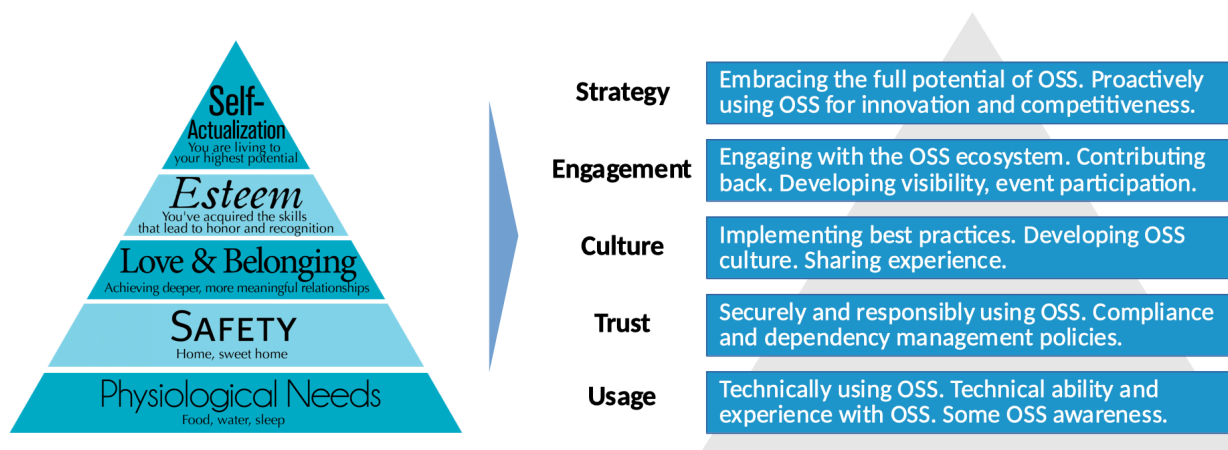 Self-
Actualization
You are living to
your highest potential
Esteem
You've acquired the skills
that lead to honor and recognition
Love & Belonging
Achieving deeper, more meaningful relationships
SAFETY
Home, sweet home
Physiological Needs
Food, water, sleep
Strategy
Embracing the full potential of OSS. Proactively
using OSS for innovation and competitiveness.
Engagement
Engaging with the OSS ecosystem. Contributing
back. Developing visibility, event participation.
Culture
Implementing best practices. Developing OSS
culture. Sharing experience.
Trust
Securely and responsibly using OSS. Compliance
and dependency management policies.
Usage
Technically using OSS. Technical ability and
experience with OSS. Some OSS awareness.